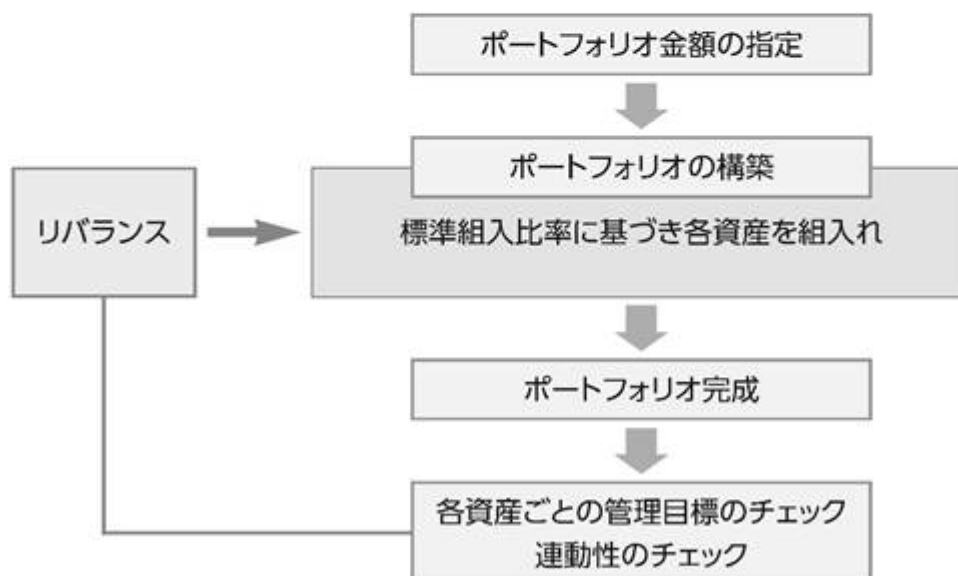 ポートフォリオ金額の指定
ポートフォリオの構築
リバランス
標準組入比率に基づき各資産を組入れ
ポートフォリオ完成
各資産ごとの管理目標のチェック
連動性のチェック